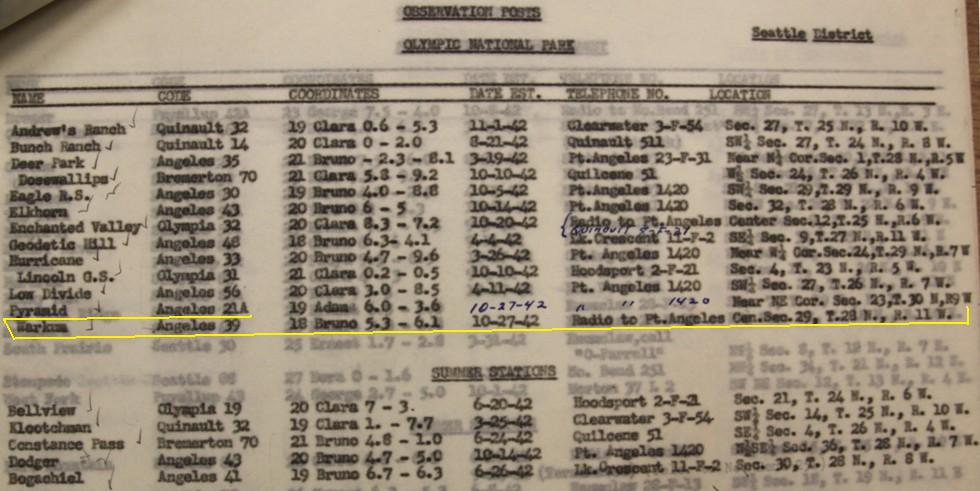 OBSERVATION POSTS
OLYMPIC NATIONAL PARK
Seattle District
NAME CODE COORDINATES DATE EST. TELEPHONE NO. LOCATION
Andrew's Ranch Quinault 32 19 Clara 0.6 - 5.3 11-1-42 Clearwater 3-F-54 Sec. 27, T. 25 N., R. 10 W.
Bunch Ranch Quinault 14 20 Clara 0 - 2.0 8-21-42 Quinault 511 SW¼ Sec. 27, T. 24 N., R. 8 W.
Deer Park Angeles 35 21 Bruno - 2.3 - 8.1 3-19-42 Pt.Angeles 23-F-31 Near N¼ Cor.Sec.1,T.28 N.,R.5W
Dosewallips Bremerton 70 21 Clara 5.8 - 9.2 10-10-42 Quilcene 51 W½ Sec. 24, T. 26 N., R. 4 W.
Eagle R.S. Angeles 30 19 Bruno 4.0 - 8.8 10-5-42 Pt.Angeles 1420 SW¼ Sec. 29,T.29 N., R. 9 W.
Elkhorn Angeles 43 20 Bruno 6 - 5 10-14-42 Pt.Angeles 1420 Sec. 32, T. 28 N., R. 6 W.
Enchanted Valley Olympia 32 20 Clara 8.3 - 7.2 10-20-42 Radio to Pt.Angeles Center Sec.12,T.25 N.,R.6 W.
Quinault 5-F-21
Geodetic Hill Angeles 48 18 Bruno 6.3- 4.1 4-4-42 Lk.Crescent 11-F-2 SE¼ Sec. 9,T.27 N.,R.11 W.
Hurricane Angeles 33 20 Bruno 4.7 - 9.6 3-26-42 Pt. Angeles 1420 Near N¼ Cor.Sec.24,T.29 N.,R.7W
Lincoln G.S. Olympia 31 21 Clara 0.2 - 0.5 10-10-42 Hoodsport 2-F-21 Sec. 4, T. 23 N., R. 5 W.
Low Divide Angeles 56 20 Clara 3.0 - 8.5 4-11-42 Pt. Angeles 1420 SW¼ Sec. 27, T.26 N., R. 7 W.
Pyramid Angeles 21A 19 Adam 6.0 - 3.6 10-27-42 " " 1420 Near NE Cor. Sec. 23,T.30 N,R9W
Warkum Angeles 39 18 Bruno 5.3 - 6.1 10-27-42 Radio to Pt.Angeles Cen.Sec.29, T.28 N., R. 11 W.
SUMMER STATIONS
Bellview Olympia 19 20 Clara 7 - 3. 6-20-42 Hoodsport 2-F-21 Sec. 21, T. 24 N., R. 6 W.
Klootchman Quinault 32 19 Clara 1. - 7.7 3-25-42 Clearwater 3-F-54 SW¼ Sec. 14, T. 25 N., R. 10 W.
Constance Pass Bremerton 70 21 Bruno 4.8 - 1.0 6-24-42 Quilcene 51 SE¼ Sec. 4, T. 26 N., R. 4 W.
Dodger Angeles 43 20 Bruno 4.7 - 5.0 10-14-42 Pt. Angeles 1420 Sec. 36, T. 28 N., R. 7 W.
Bogachiel Angeles 41 19 Bruno 6.7 - 6.3 6-26-42 Lk.Crescent 11-F-2 Sec. 30, T. 28 N., R. 8 W.